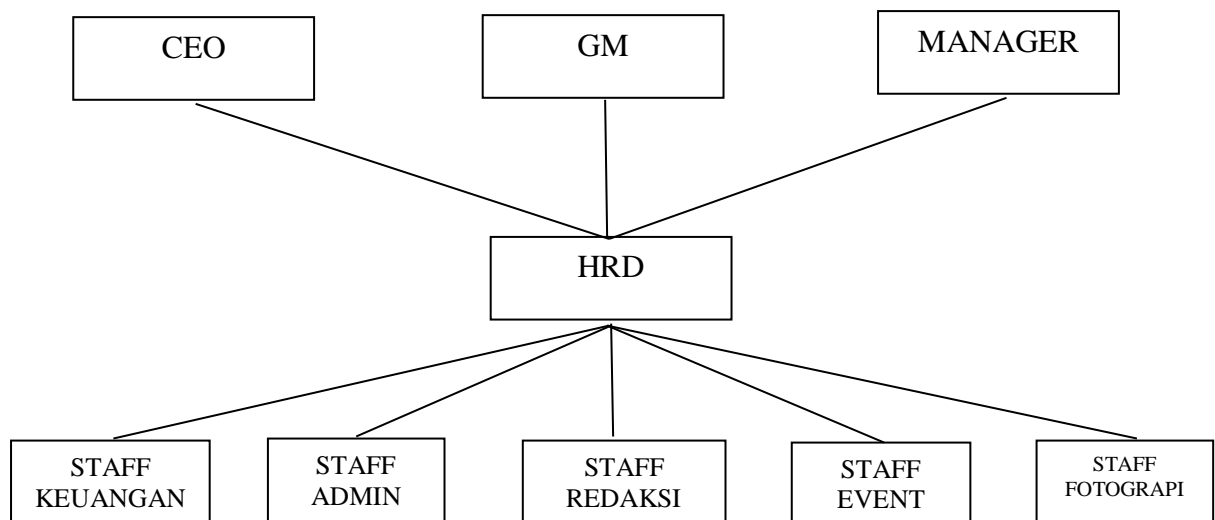 CEO
GM
MANAGER
HRD
STAFF
KEUANGAN
STAFF
ADMIN
STAFF
REDAKSI
STAFF
EVENT
STAFF
FOTOGRAPI